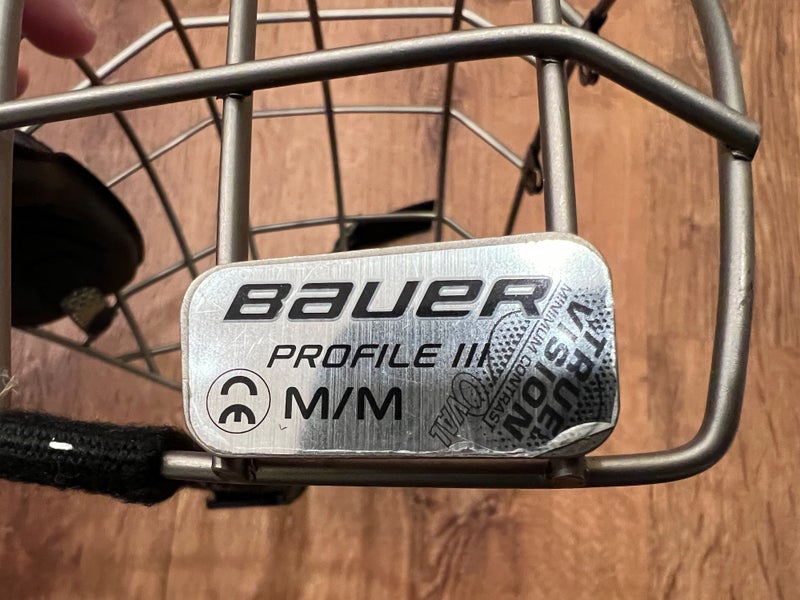 BAUER
PROFILE III
CE M/M
TRUE
VISION
MINIMUM CONTRAST
OVAL